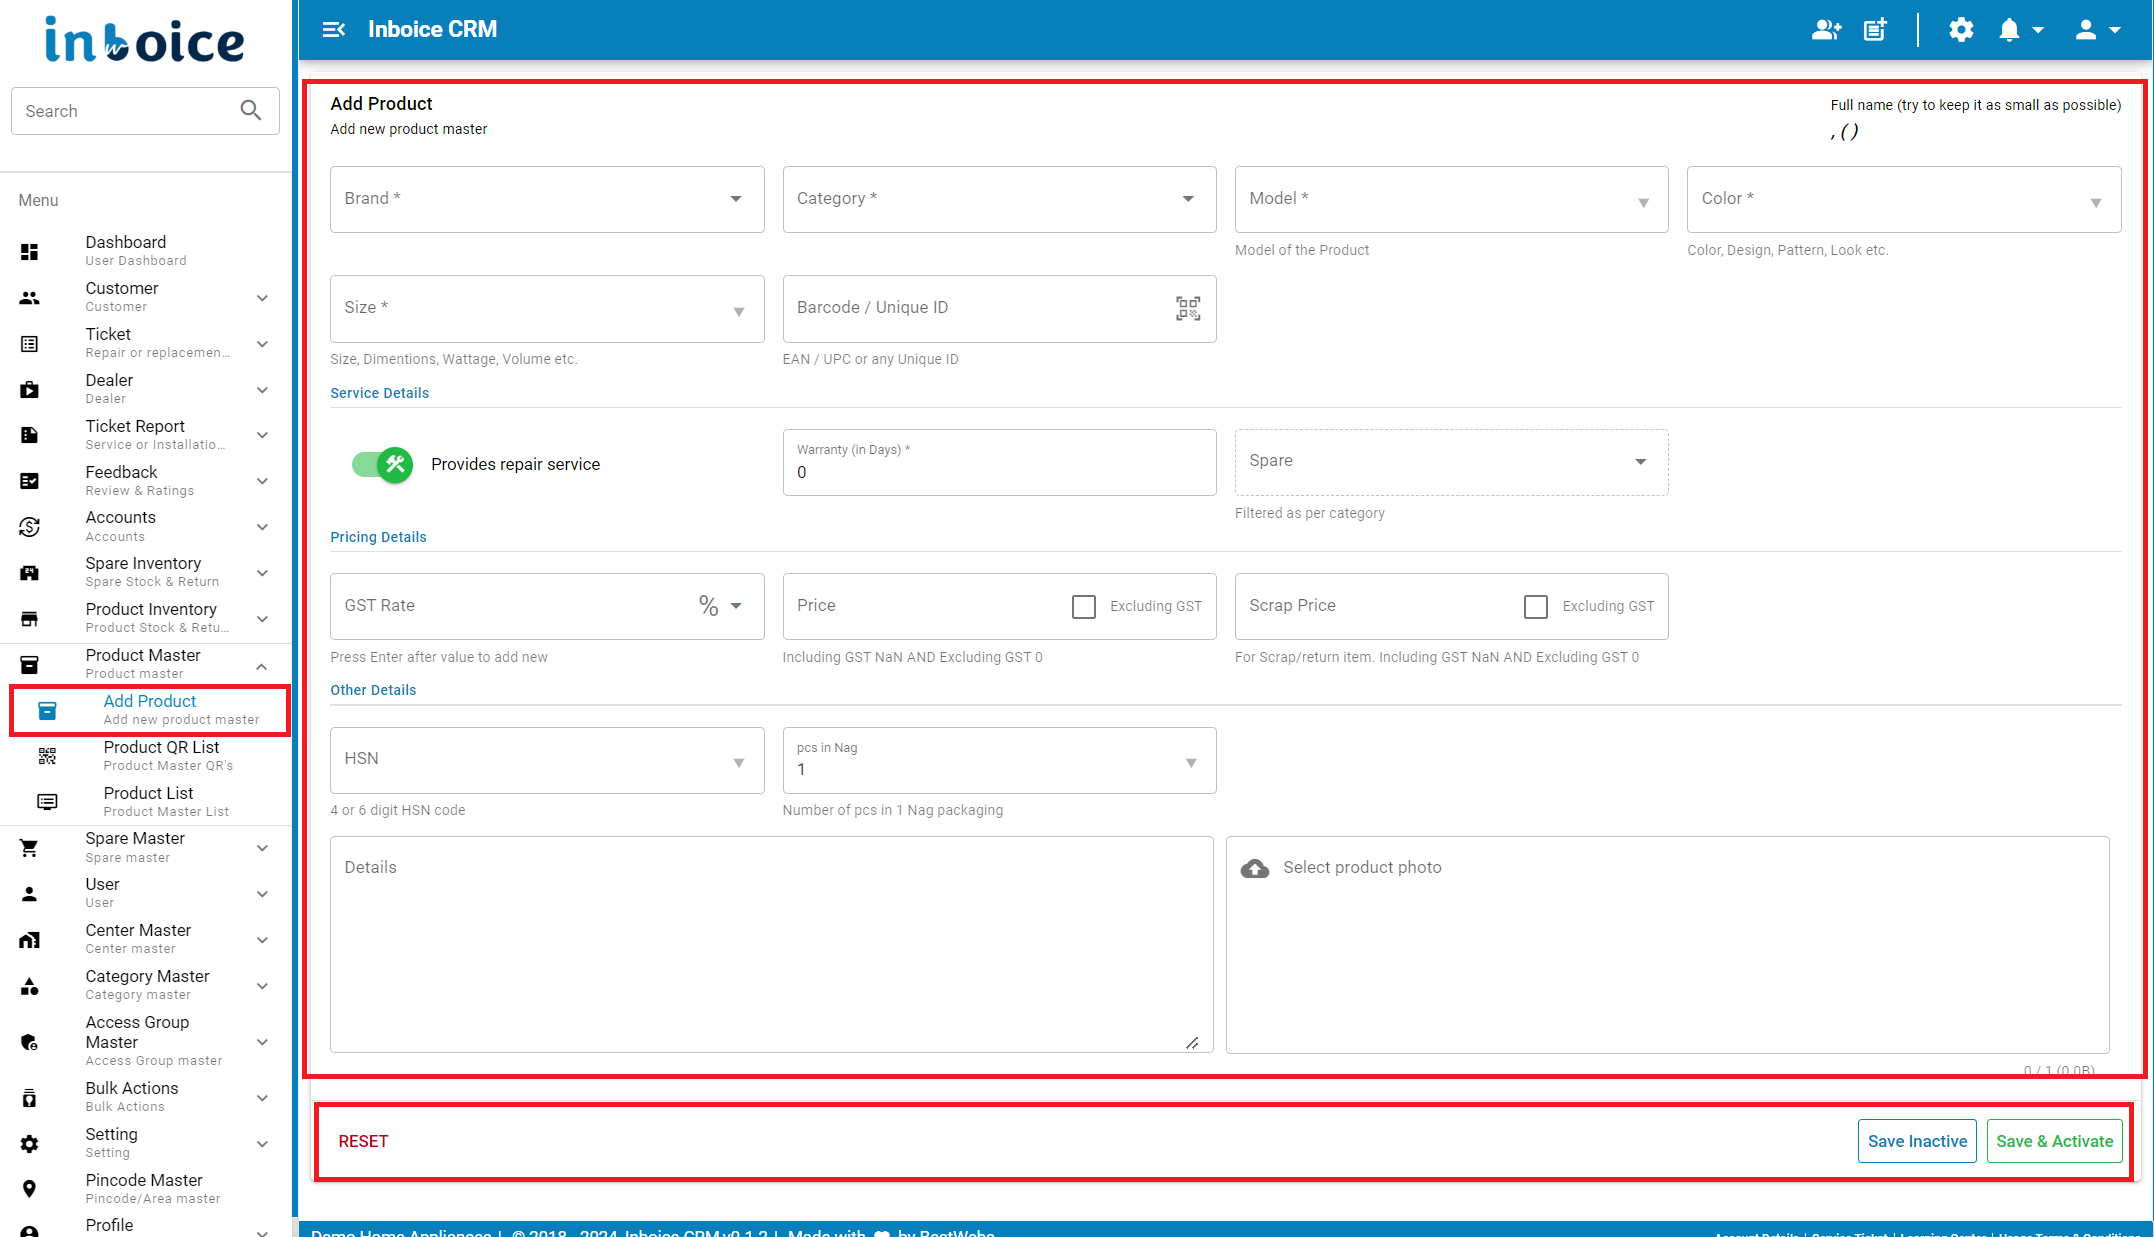 inboice
Search
Menu
Dashboard
User Dashboard
Customer
Customer
Ticket
Repair or replacemen...
Dealer
Dealer
Ticket Report
Service or Installatio...
Feedback
Review & Ratings
Accounts
Accounts
Spare Inventory
Spare Stock & Return
Product Inventory
Product Stock & Retu...
Product Master
Product master
Add Product
Add new product master
Product QR List
Product Master QR's
Product List
Product Master List
Spare Master
Spare master
User
User
Center Master
Center master
Category Master
Category master
Access Group
Master
Access Group master
Bulk Actions
Bulk Actions
Setting
Setting
Pincode Master
Pincode/Area master
Profile
Inboice CRM
Add Product
Add new product master
Full name (try to keep it as small as possible)
,()
Brand *
Category *
Model *
Color *
Model of the Product
Color, Design, Pattern, Look etc.
Size *
Barcode / Unique ID
Size, Dimentions, Wattage, Volume etc.
EAN / UPC or any Unique ID
Service Details
Provides repair service
Warranty (in Days) *
0
Spare
Filtered as per category
Pricing Details
GST Rate %
Price
Excluding GST
Scrap Price
Excluding GST
Press Enter after value to add new
Including GST NaN AND Excluding GST 0
For Scrap/return item. Including GST NaN AND Excluding GST 0
Other Details
HSN
pcs in Nag
1
4 or 6 digit HSN code
Number of pcs in 1 Nag packaging
Details
Select product photo
0 / 1 (0.0B)
RESET
Save Inactive
Save & Activate
Demo Home Appliances | © 2018 - 2024 Inboice CRM v0.1.2 | Made with by BestWebs
Account Details | Service Ticket | Learning Center | Usage Terms & Conditions